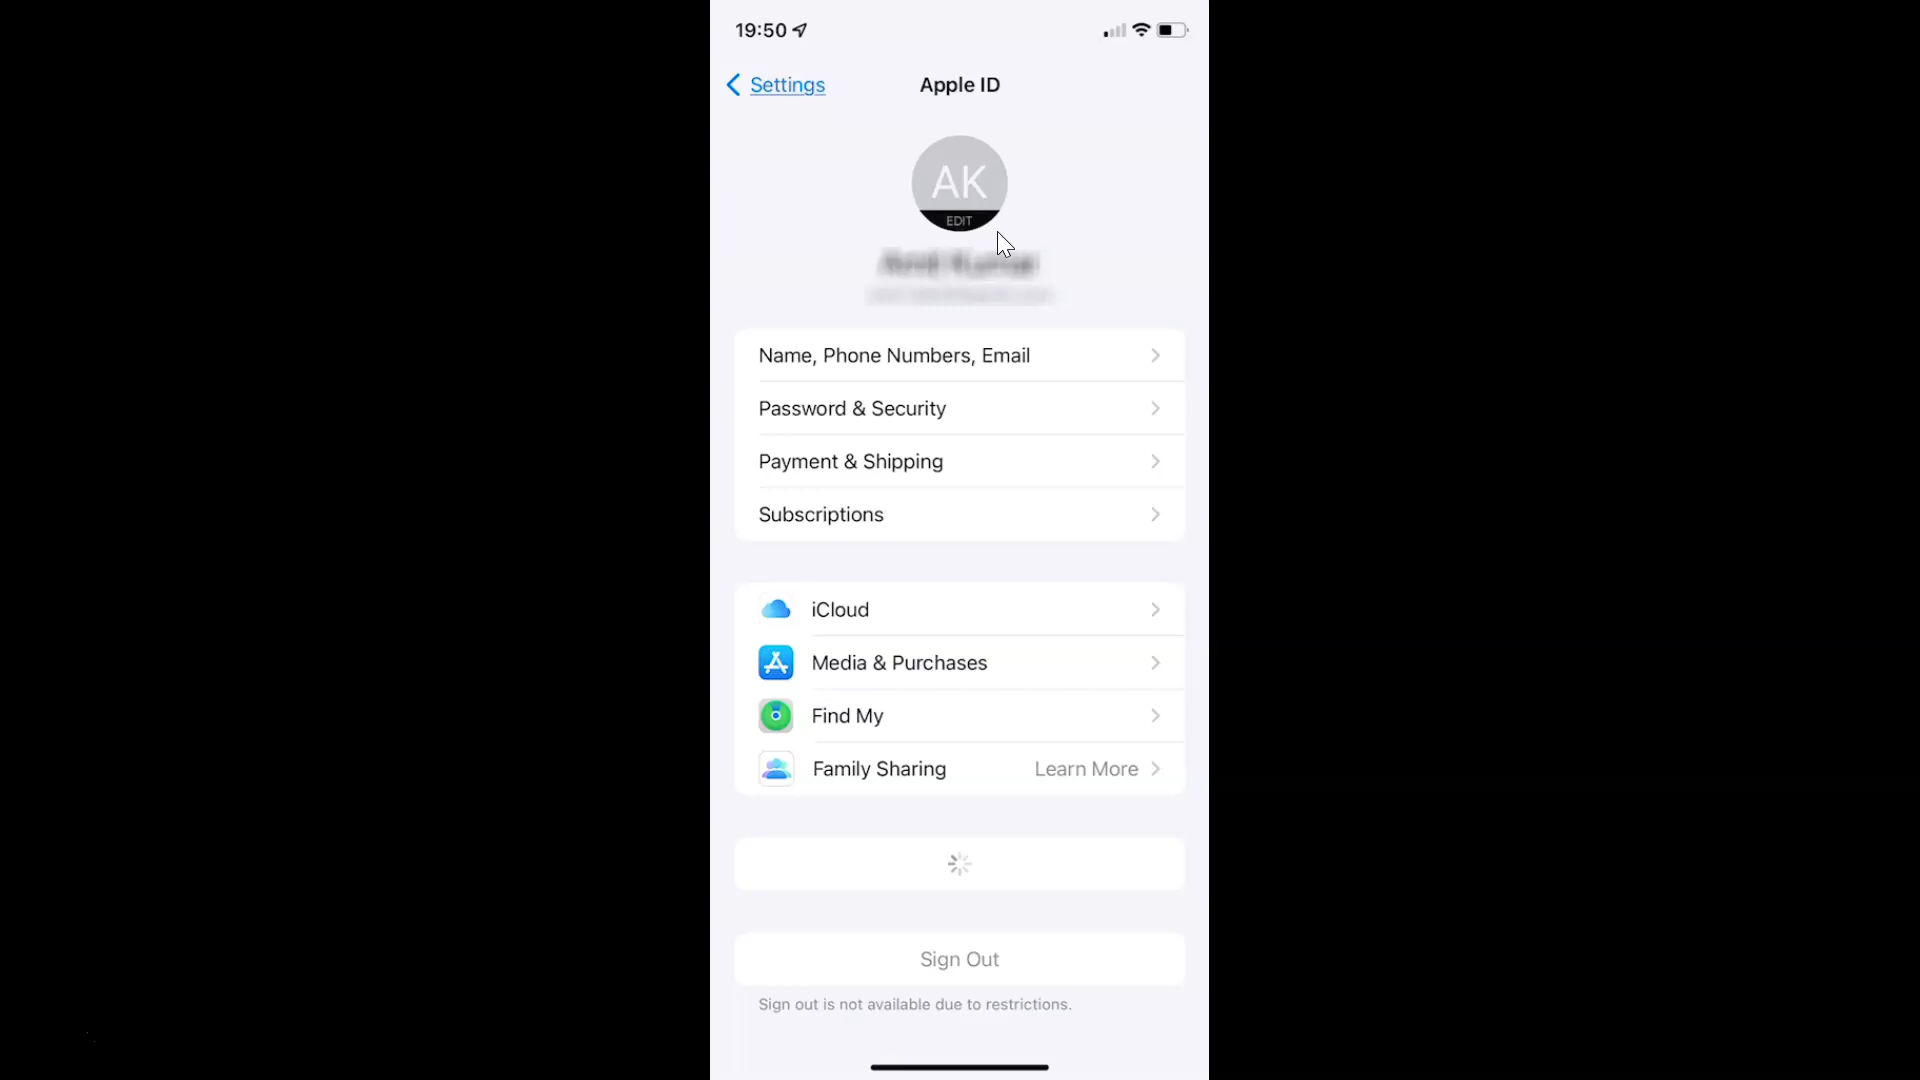 19:50
Settings
Apple ID
AK
EDIT
Name, Phone Numbers, Email
Password & Security
Payment & Shipping
Subscriptions
iCloud
Media & Purchases
Find My
Family Sharing Learn More
Sign Out
Sign out is not available due to restrictions.